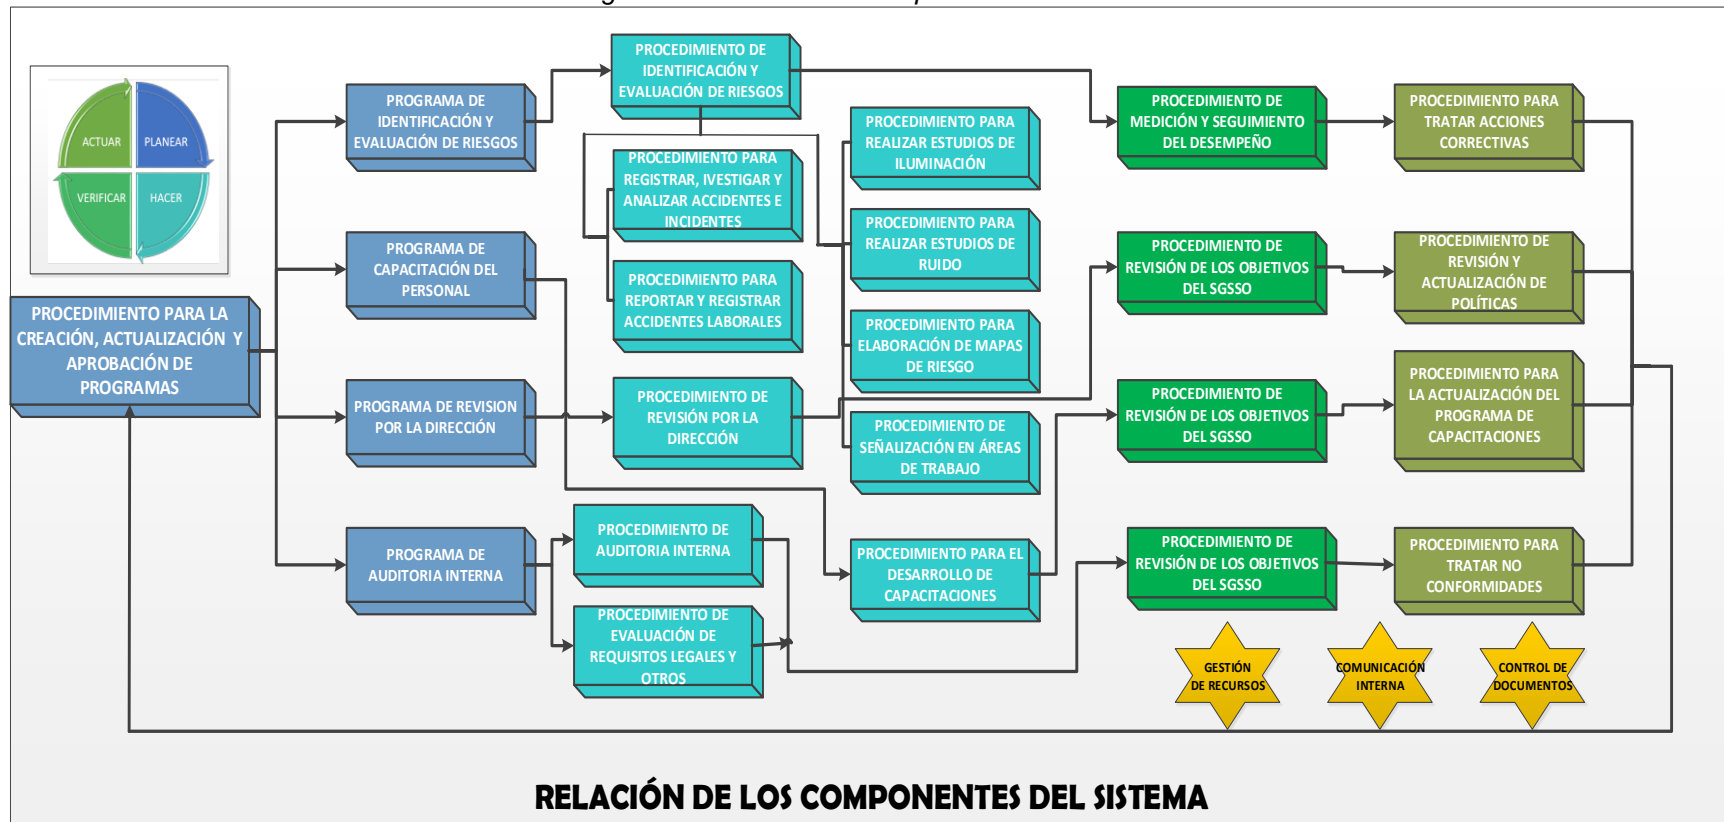 ACTUAR
PLANEAR
VERIFICAR
HACER
PROCEDIMIENTO PARA LA
CREACIÓN, ACTUALIZACIÓN Y
APROBACIÓN DE
PROGRAMAS
PROGRAMA DE
IDENTIFICACIÓN Y
EVALUACIÓN DE RIESGOS
PROGRAMA DE
CAPACITACIÓN DEL
PERSONAL
PROGRAMA DE REVISION
POR LA DIRECCIÓN
PROGRAMA DE
AUDITORIA INTERNA
PROCEDIMIENTO DE
IDENTIFICACIÓN Y
EVALUACIÓN DE RIESGOS
PROCEDIMIENTO PARA
REGISTRAR, IVESTIGAR Y
ANALIZAR ACCIDENTES E
INCIDENTES
PROCEDIMIENTO PARA
REPORTAR Y REGISTRAR
ACCIDENTES LABORALES
PROCEDIMIENTO DE
REVISIÓN POR LA
DIRECCIÓN
PROCEDIMIENTO DE
AUDITORIA INTERNA
PROCEDIMIENTO DE
EVALUACIÓN DE
REQUISITOS LEGALES Y
OTROS
PROCEDIMIENTO PARA
REALIZAR ESTUDIOS DE
ILUMINACIÓN
PROCEDIMIENTO PARA
REALIZAR ESTUDIOS DE
RUIDO
PROCEDIMIENTO PARA
ELABORACIÓN DE MAPAS
DE RIESGO
PROCEDIMIENTO DE
SEÑALIZACIÓN EN ÁREAS
DE TRABAJO
PROCEDIMIENTO PARA EL
DESARROLLO DE
CAPACITACIONES
PROCEDIMIENTO DE
MEDICIÓN Y SEGUIMIENTO
DEL DESEMPEÑO
PROCEDIMIENTO DE
REVISIÓN DE LOS OBJETIVOS
DEL SGSSO
PROCEDIMIENTO DE
REVISIÓN DE LOS OBJETIVOS
DEL SGSSO
PROCEDIMIENTO DE
REVISIÓN DE LOS OBJETIVOS
DEL SGSSO
PROCEDIMIENTO PARA
TRATAR ACCIONES
CORRECTIVAS
PROCEDIMIENTO DE
REVISIÓN Y
ACTUALIZACIÓN DE
POLÍTICAS
PROCEDIMIENTO PARA
LA ACTUALIZACIÓN DEL
PROGRAMA DE
CAPACITACIONES
PROCEDIMIENTO PARA
TRATAR NO
CONFORMIDADES
GESTIÓN
DE RECURSOS
COMUNICACIÓN
INTERNA
CONTROL DE
DOCUMENTOS
RELACIÓN DE LOS COMPONENTES DEL SISTEMA